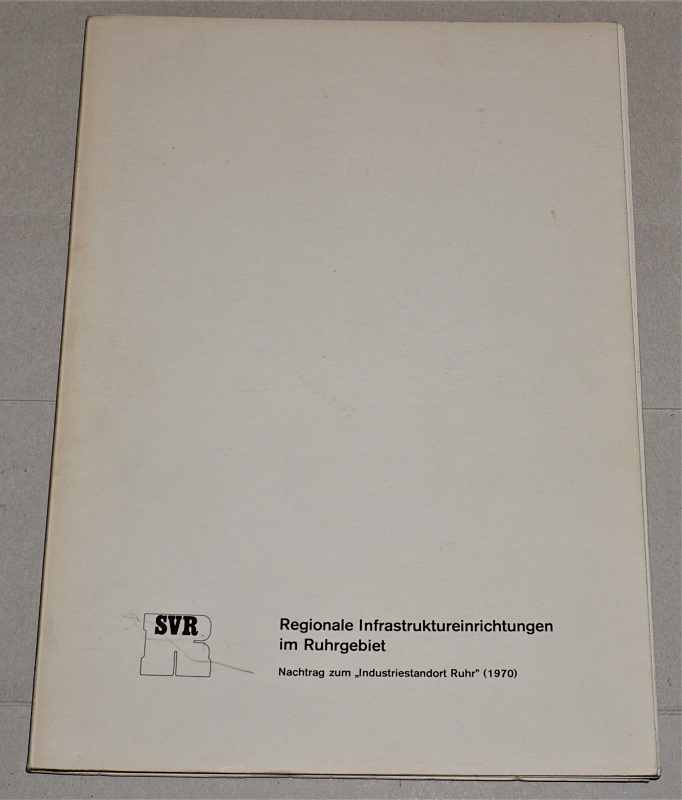 SVR
Regionale Infrastruktureinrichtungen
im Ruhrgebiet
Nachtrag zum „Industriestandort Ruhr" (1970)